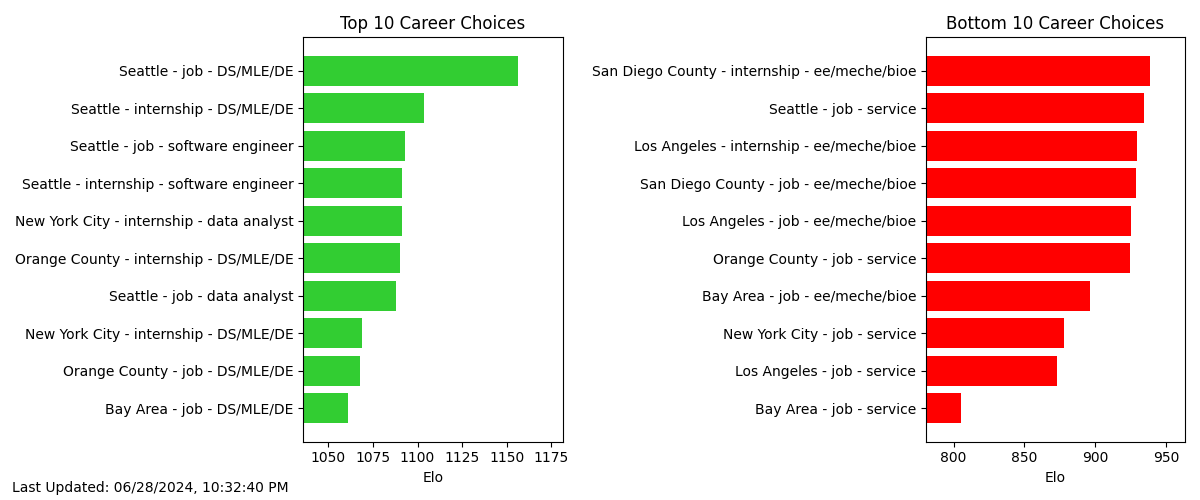 Top 10 Career Choices
Seattle - job - DS/MLE/DE
Seattle - internship - DS/MLE/DE
Seattle - job - software engineer
Seattle - internship - software engineer
New York City - internship - data analyst
Orange County - internship - DS/MLE/DE
Seattle - job - data analyst
New York City - internship - DS/MLE/DE
Orange County - job - DS/MLE/DE
Bay Area - job - DS/MLE/DE
1050 1075 1100 1125 1150 1175
Elo
Bottom 10 Career Choices
San Diego County - internship - ee/meche/bioe
Seattle - job - service
Los Angeles - internship - ee/meche/bioe
San Diego County - job - ee/meche/bioe
Los Angeles - job - ee/meche/bioe
Orange County - job - service
Bay Area - job - ee/meche/bioe
New York City - job - service
Los Angeles - job - service
Bay Area - job - service
800 850 900 950
Elo
Last Updated: 06/28/2024, 10:32:40 PM